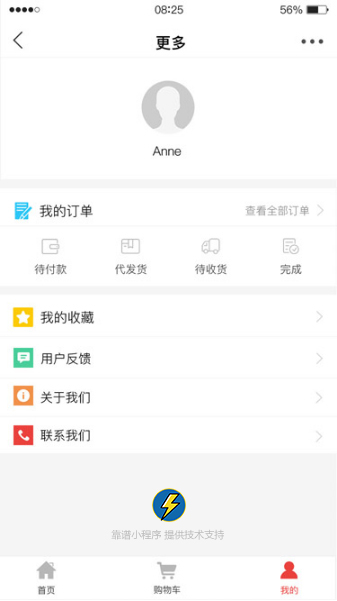 08:25 56%
更多
Anne
我的订单 查看全部订单
待付款 代发货 待收货 完成
我的收藏
用户反馈
关于我们
联系我们
靠谱小程序 提供技术支持
首页 购物车 我的